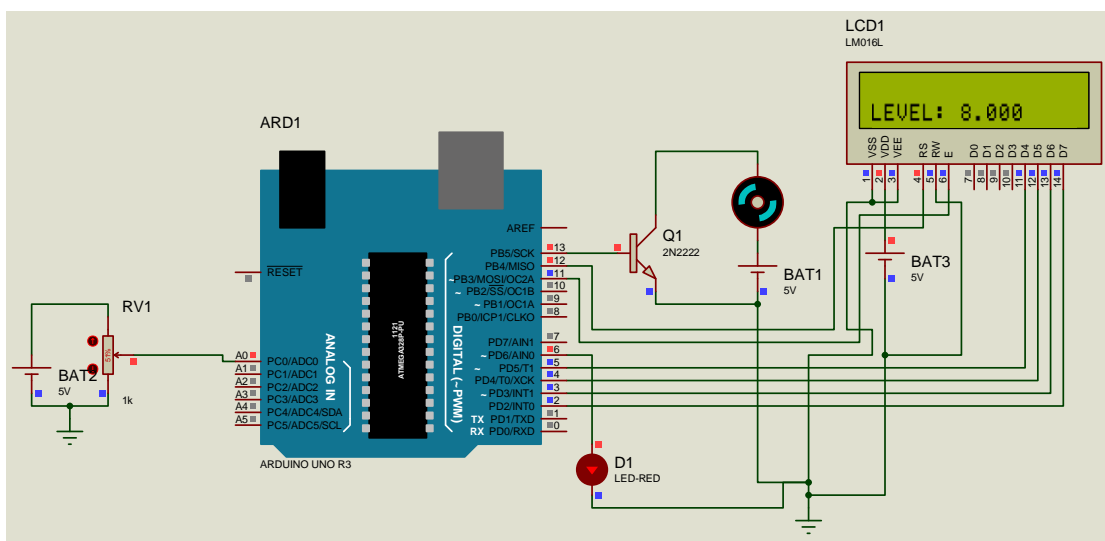 LCD1
LM016L
LEVEL: 8.000
VSS
VDD
VEE
RS
RW
E
D0
D1
D2
D3
D4
D5
D6
D7
1
2
3
4
5
6
7
8
9
10
11
12
13
14
ARD1
AREF
RESET
PB5/SCK
13
PB4/MISO
12
~PB3/MOSI/OC2A
11
~ PB2/SS/OC1B
10
~ PB1/OC1A
9
PB0/ICP1/CLKO
8
PD7/AIN1
7
~ PD6/AIN0
6
~ PD5/T1
5
PD4/T0/XCK
4
~ PD3/INT1
3
PD2/INT0
2
TX PD1/TXD
1
RX PD0/RXD
0
1121
ATMEGA328P-PU
ANALOG IN
DIGITAL (~PWM)
A0
PC0/ADC0
A1
PC1/ADC1
A2
PC2/ADC2
A3
PC3/ADC3
A4
PC4/ADC4/SDA
A5
PC5/ADC5/SCL
ARDUINO UNO R3
RV1
51%
1k
BAT2
5V
Q1
2N2222
BAT1
5V
BAT3
5V
D1
LED-RED